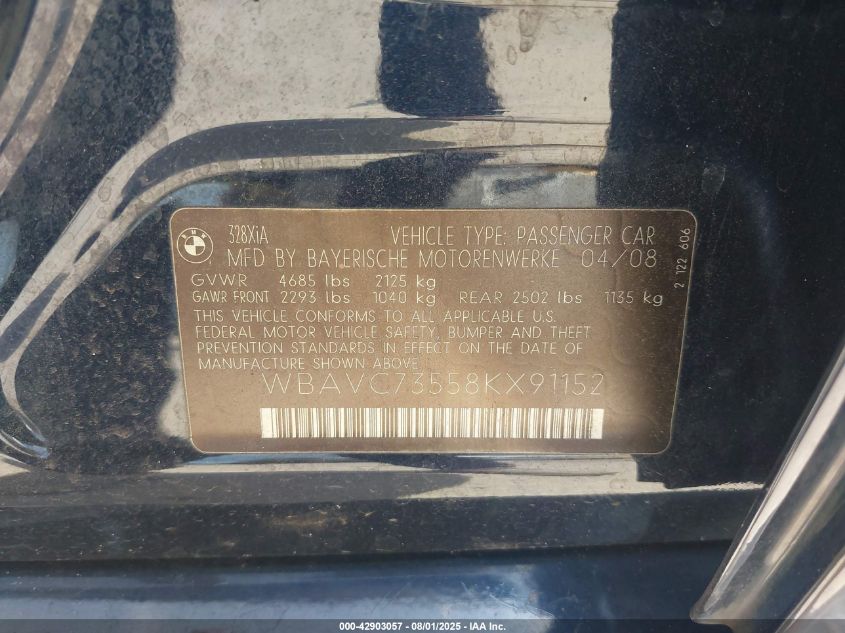 BMW
328XiA VEHICLE TYPE: PASSENGER CAR
MFD BY BAYERISCHE MOTORENWERKE 04/08
GVWR 4685 lbs 2125 kg
GAWR FRONT 2293 lbs 1040 kg REAR 2502 lbs 1135 kg
THIS VEHICLE CONFORMS TO ALL APPLICABLE U.S.
FEDERAL MOTOR VEHICLE SAFETY, BUMPER AND THEFT
PREVENTION STANDARDS IN EFFECT ON THE DATE OF
MANUFACTURE SHOWN ABOVE
WBAVC73558KX91152
2 122 606
000-42903057 - 08/01/2025 - IAA Inc.